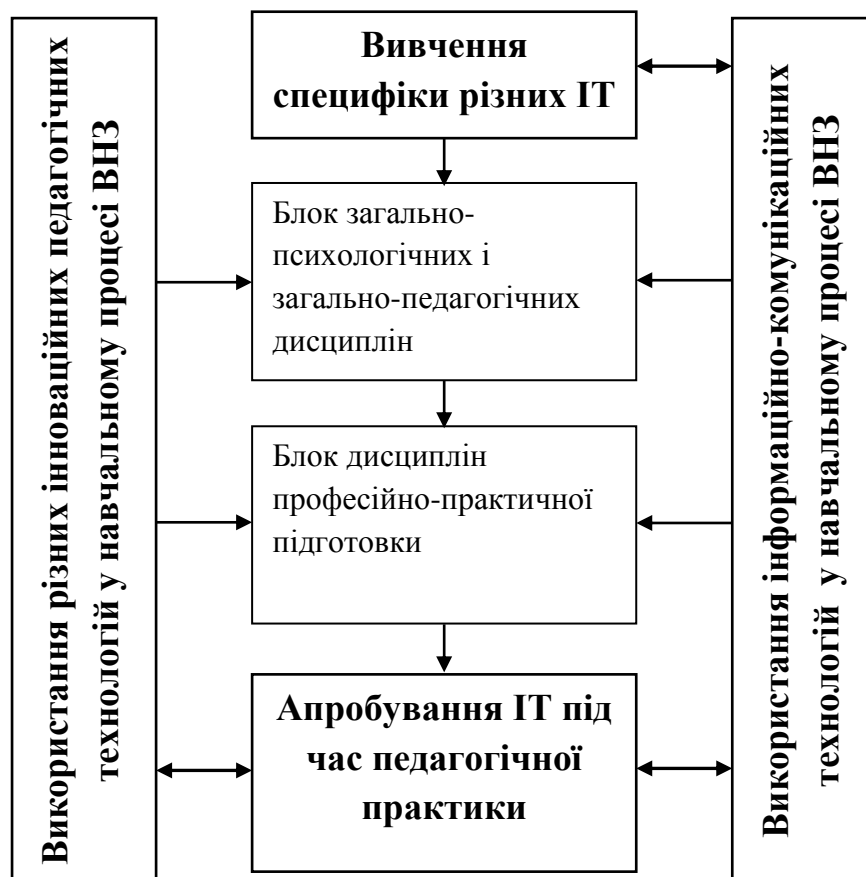 Використання різних інноваційних педагогічних
технологій у навчальному процесі ВНЗ
Вивчення
специфіки різних ІТ
Блок загально-
психологічних і
загально-педагогічних
дисциплін
Блок дисциплін
професійно-практичної
підготовки
Апробування ІТ під
час педагогічної
практики
Використання інформаційно-комунікаційних
технологій у навчальному процесі ВНЗ